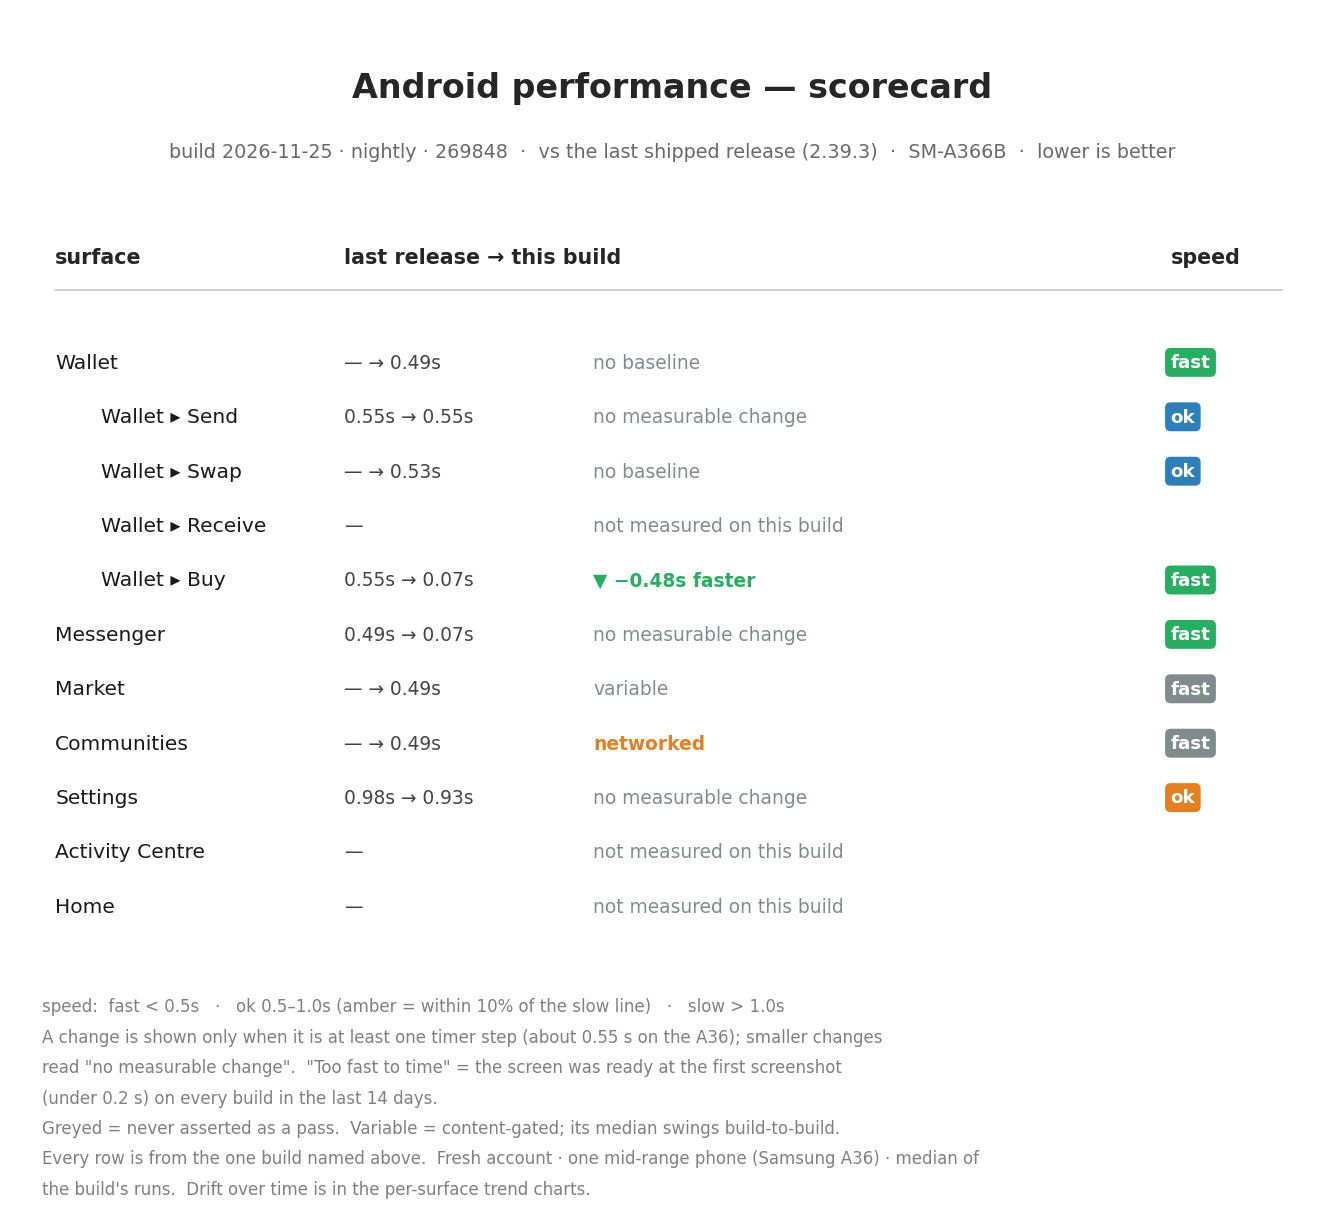 Android performance — scorecard
build 2026-11-25 · nightly · 269848 · vs the last shipped release (2.39.3) · SM-A366B · lower is better
surface last release → this build speed
Wallet — → 0.49s no baseline fast
Wallet ▸ Send 0.55s → 0.55s no measurable change ok
Wallet ▸ Swap — → 0.53s no baseline ok
Wallet ▸ Receive — not measured on this build
Wallet ▸ Buy 0.55s → 0.07s ▼ −0.48s faster fast
Messenger 0.49s → 0.07s no measurable change fast
Market — → 0.49s variable fast
Communities — → 0.49s networked fast
Settings 0.98s → 0.93s no measurable change ok
Activity Centre — not measured on this build
Home — not measured on this build
speed: fast < 0.5s · ok 0.5–1.0s (amber = within 10% of the slow line) · slow > 1.0s
A change is shown only when it is at least one timer step (about 0.55 s on the A36); smaller changes
read "no measurable change". "Too fast to time" = the screen was ready at the first screenshot
(under 0.2 s) on every build in the last 14 days.
Greyed = never asserted as a pass. Variable = content-gated; its median swings build-to-build.
Every row is from the one build named above. Fresh account · one mid-range phone (Samsung A36) · median of
the build's runs. Drift over time is in the per-surface trend charts.